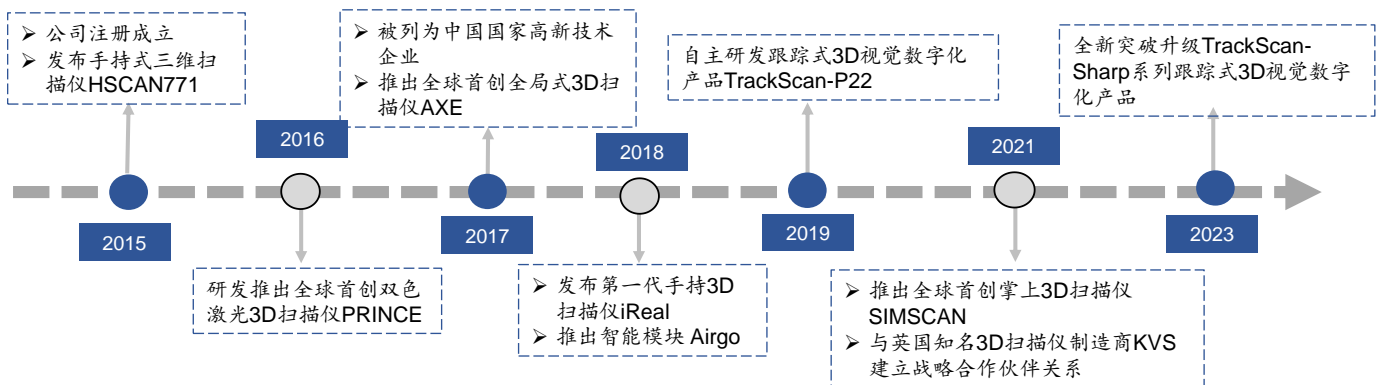 ➢ 公司注册成立
➢ 发布手持式三维扫
描仪HSCAN771
2015
2016
研发推出全球首创双色
激光3D扫描仪PRINCE
➢ 被列为中国国家高新技术
企业
➢ 推出全球首创全局式3D扫
描仪AXE
2017
2018
➢ 发布第一代手持3D
扫描仪iReal
➢ 推出智能模块 Airgo
自主研发跟踪式3D视觉数字化
产品TrackScan-P22
2019
2021
➢ 推出全球首创掌上3D扫描仪
SIMSCAN
➢ 与英国知名3D扫描仪制造商KVS
建立战略合作伙伴关系
全新突破升级TrackScan-
Sharp系列跟踪式3D视觉数字
化产品
2023